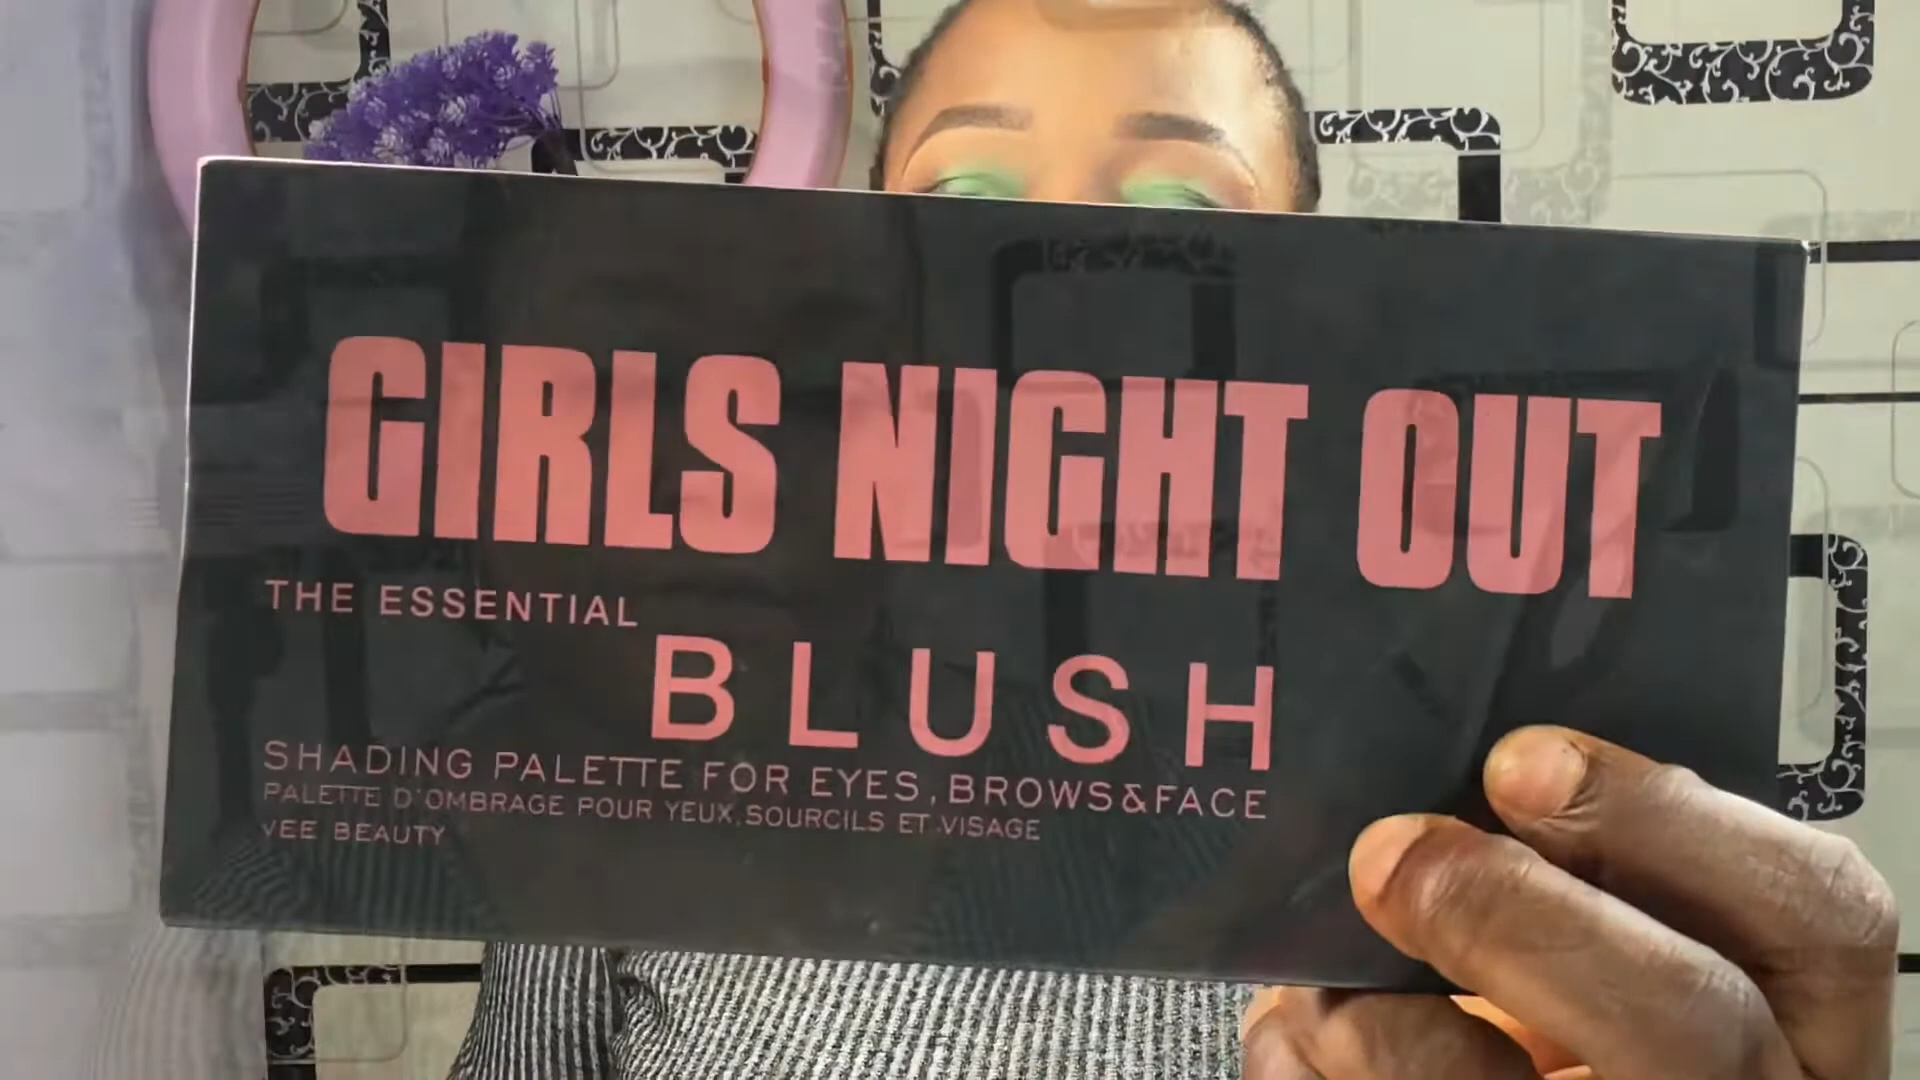 GIRLS NIGHT OUT
THE ESSENTIAL
BLUSH
SHADING PALETTE FOR EYES, BROWS&FACE
PALETTE D'OMBRAGE POUR YEUX, SOURCILS ET VISAGE
VEE BEAUTY